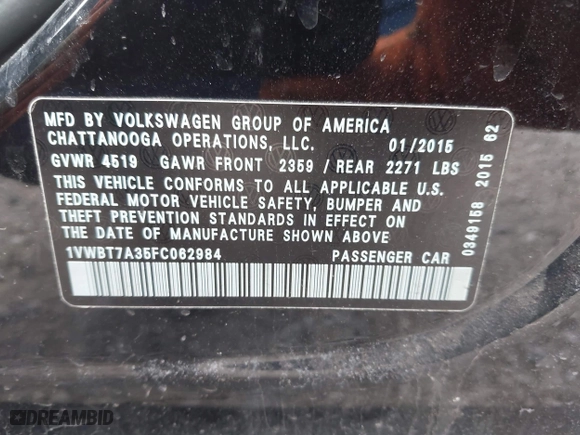 MFD BY VOLKSWAGEN GROUP OF AMERICA
CHATTANOOGA OPERATIONS, LLC. 01/2015
GVWR 4519 GAWR FRONT 2359 / REAR 2271 LBS
THIS VEHICLE CONFORMS TO ALL APPLICABLE U.S.
FEDERAL MOTOR VEHICLE SAFETY, BUMPER AND
THEFT PREVENTION STANDARDS IN EFFECT ON
THE DATE OF MANUFACTURE SHOWN ABOVE
1VWBT7A35FC062984 PASSENGER CAR
0349158 2015 62
DREAMBID